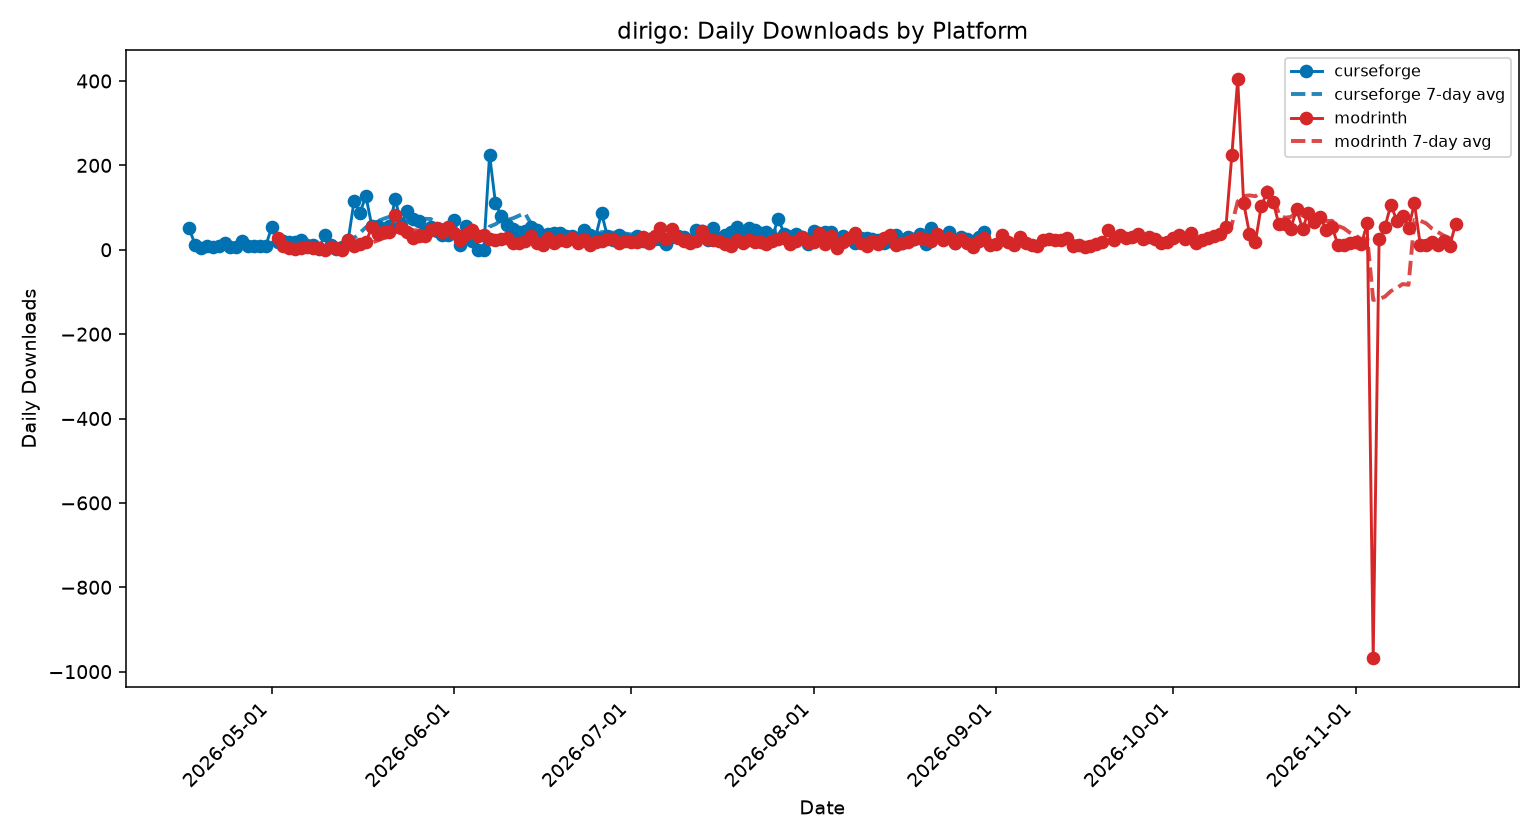 dirigo: Daily Downloads by Platform
curseforge
curseforge 7-day avg
modrinth
modrinth 7-day avg
Daily Downloads
400
200
0
−200
−400
−600
−800
−1000
2026-05-01
2026-06-01
2026-07-01
2026-08-01
2026-09-01
2026-10-01
2026-11-01
Date